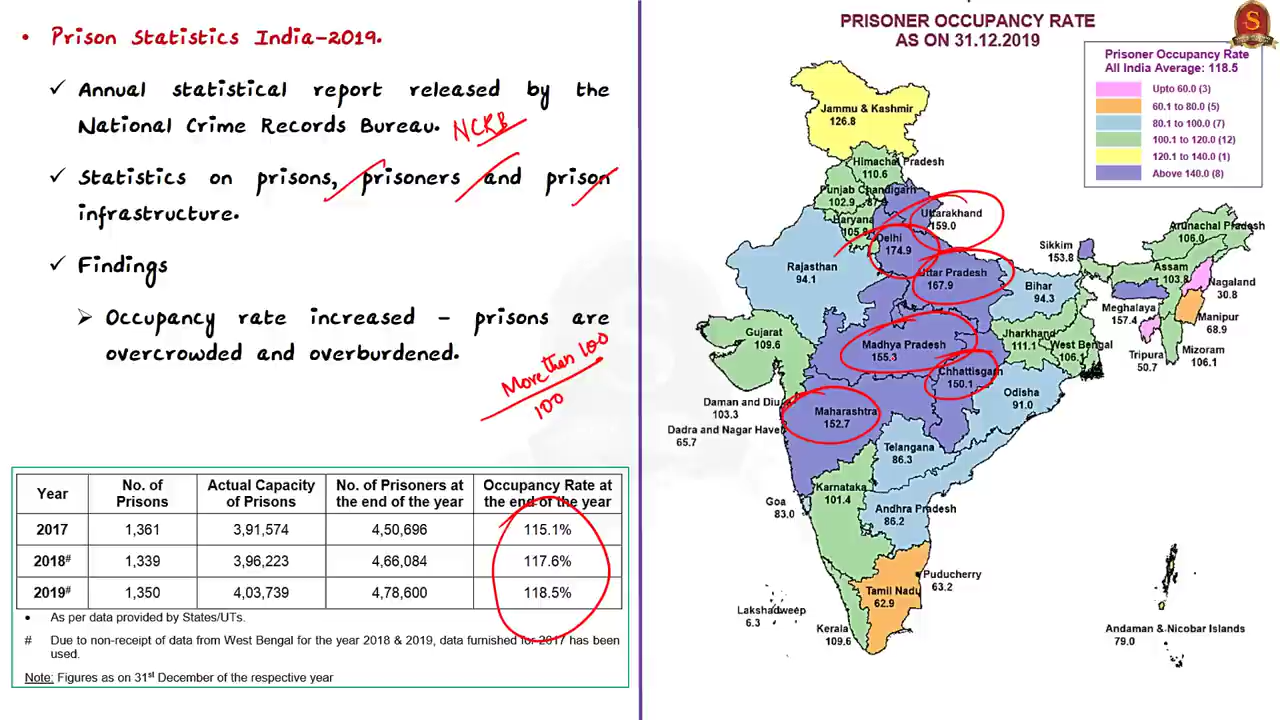 • Prison Statistics India-2019.
✓ Annual statistical report released by the
National Crime Records Bureau. NCRB
✓ Statistics on prisons, prisoners and prison
infrastructure.
✓ Findings
➢ Occupancy rate increased – prisons are
overcrowded and overburdened.
More than 100
100
Year No. of Prisons Actual Capacity of Prisons No. of Prisoners at the end of the year Occupancy Rate at the end of the year
2017 1,361 3,91,574 4,50,696 115.1%
2018# 1,339 3,96,223 4,66,084 117.6%
2019# 1,350 4,03,739 4,78,600 118.5%
• As per data provided by States/UTs.
# Due to non-receipt of data from West Bengal for the year 2018 & 2019, data furnished for 2017 has been
used.
Note: Figures as on 31st December of the respective year
PRISONER OCCUPANCY RATE
AS ON 31.12.2019
Prisoner Occupancy Rate
All India Average: 118.5
Upto 60.0 (3)
60.1 to 80.0 (5)
80.1 to 100.0 (7)
100.1 to 120.0 (12)
120.1 to 140.0 (1)
Above 140.0 (8)
Jammu & Kashmir
126.8
Himachal Pradesh
110.6
Punjab Chandigarh
102.9
Haryana
105.8
Uttarakhand
159.0
Delhi
174.9
Uttar Pradesh
167.9
Rajasthan
94.1
Bihar
94.3
Sikkim
153.8
Arunachal Pradesh
106.0
Assam
103.8
Nagaland
30.8
Meghalaya
157.4
Manipur
68.9
Tripura
50.7
Mizoram
106.1
Gujarat
109.6
Madhya Pradesh
155.3
Jharkhand
111.1
West Bengal
106.1
Chhattisgarh
150.1
Odisha
91.0
Daman and Diu
103.3
Dadra and Nagar Have
65.7
Maharashtra
152.7
Telangana
86.3
Karnataka
101.4
Goa
83.0
Andhra Pradesh
86.2
Puducherry
63.2
Tamil Nadu
62.9
Lakshadweep
6.3
Kerala
109.6
Andaman & Nicobar Islands
79.0